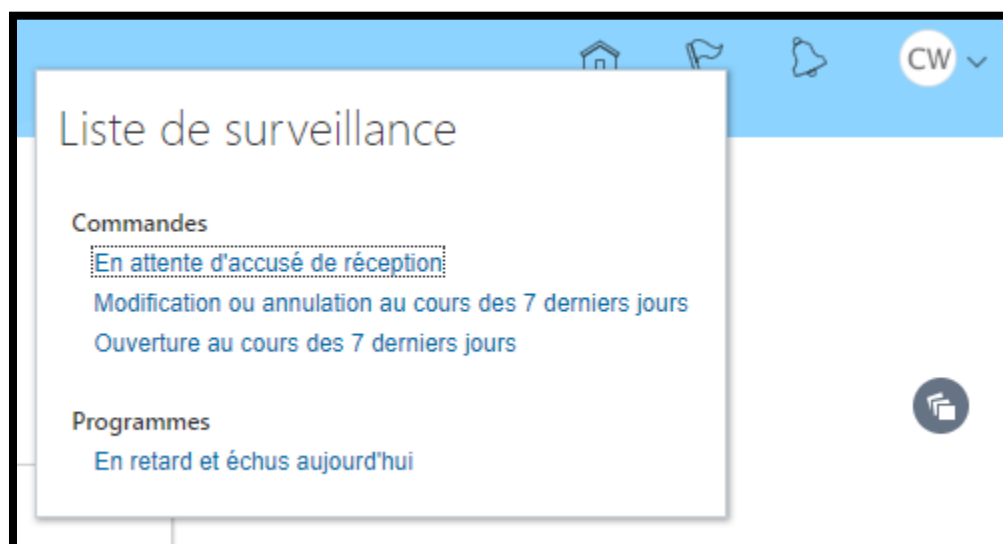 CW
Liste de surveillance
Commandes
En attente d'accusé de réception
Modification ou annulation au cours des 7 derniers jours
Ouverture au cours des 7 derniers jours
Programmes
En retard et échus aujourd'hui